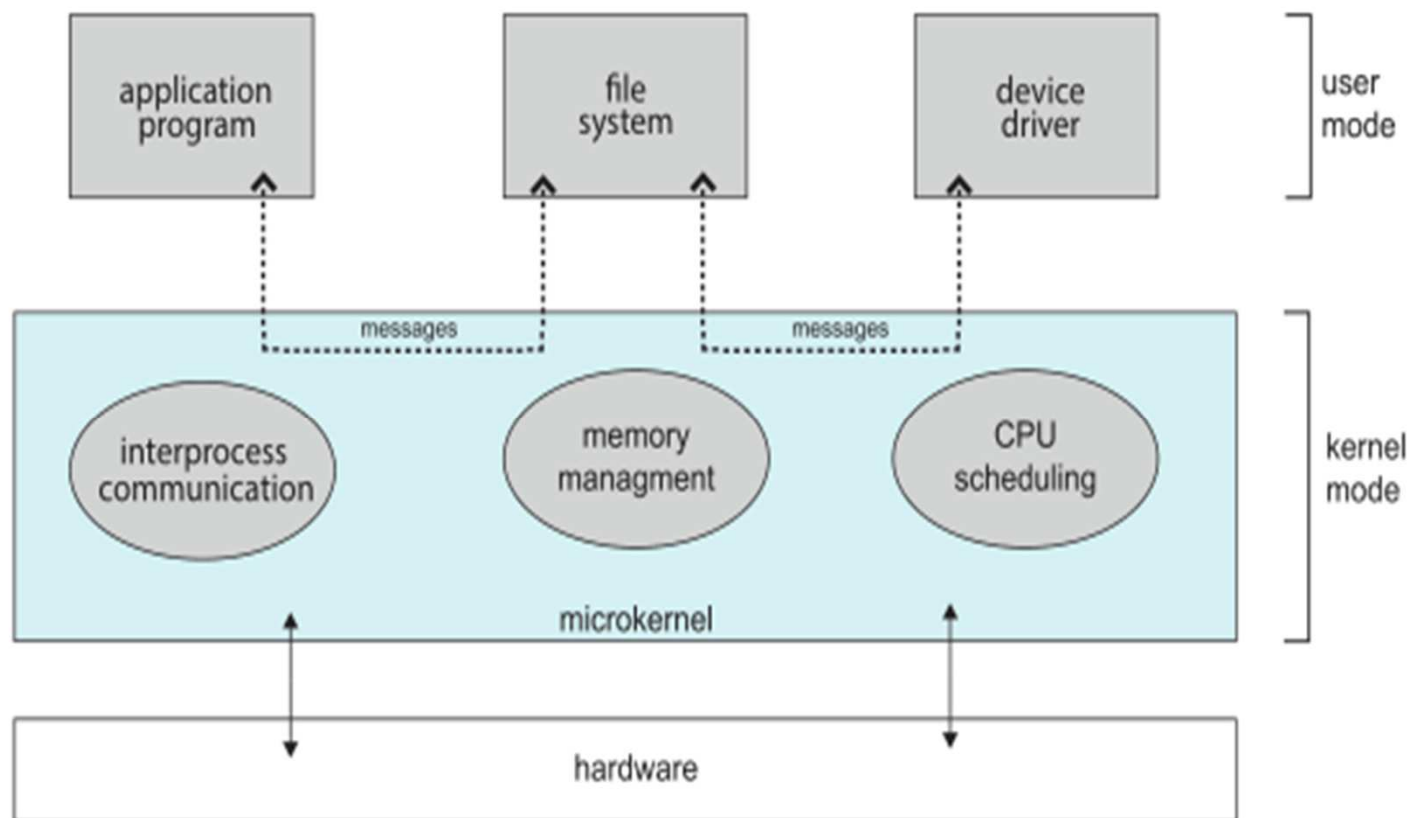 application
program
file
system
device
driver
user
mode
messages
messages
interprocess
communication
memory
managment
CPU
scheduling
kernel
mode
microkernel
hardware